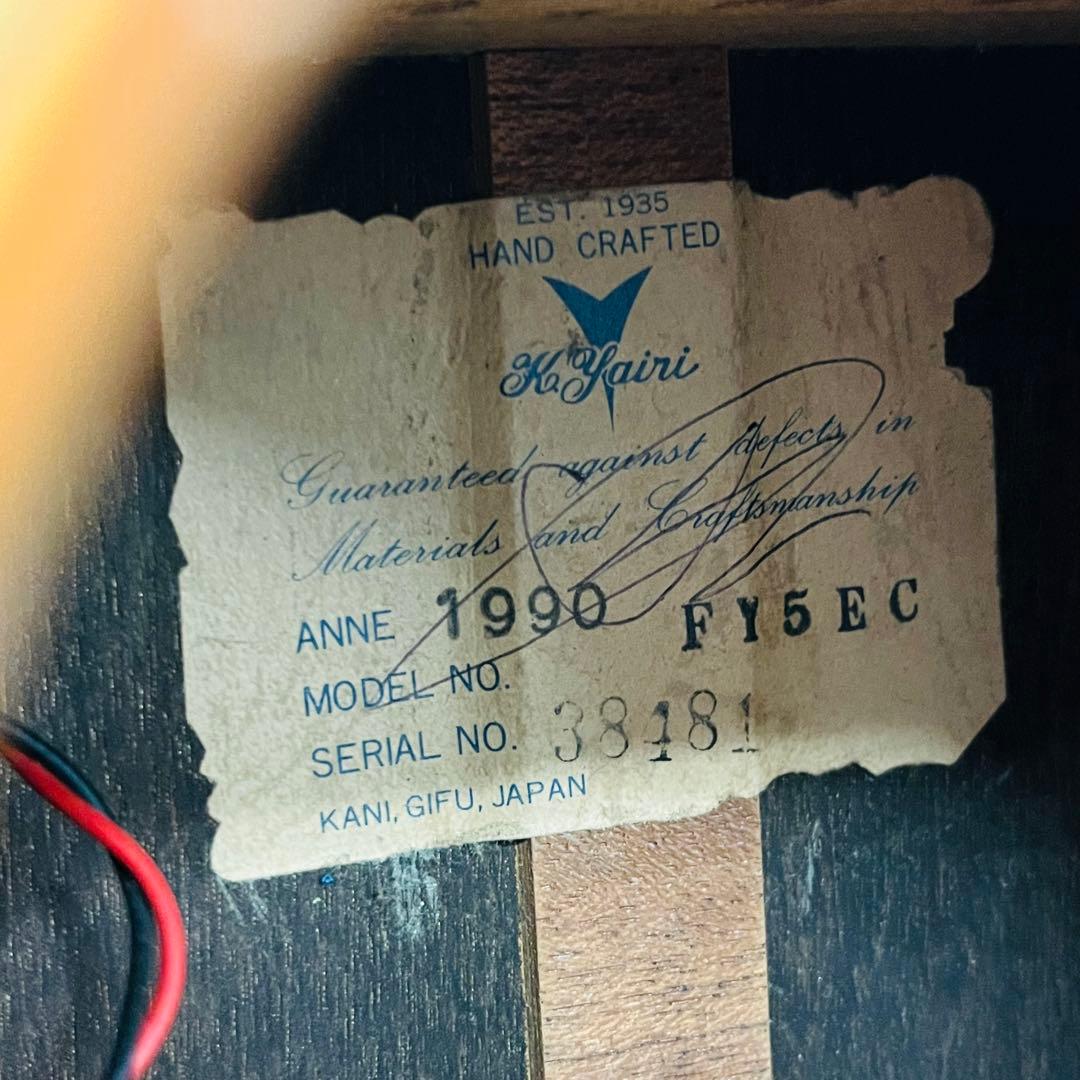 EST. 1935
HAND CRAFTED
K.Yairi
Guaranteed against defects in
Materials and Craftsmanship
ANNE 1990 FY5EC
MODEL NO.
SERIAL NO. 38481
KANI, GIFU, JAPAN